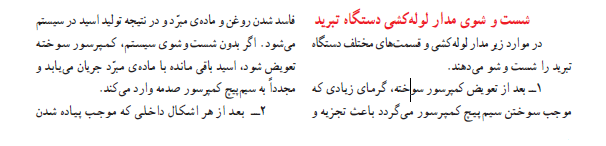 شست و شوی مدار لوله‌کشی دستگاه تبرید
در موارد زیر مدار لوله‌کشی و قسمت‌های مختلف دستگاه
تبرید را شست و شو می‌دهند.
۱ــ بعد از تعویض کمپرسور سوخته، گرمای زیادی که
موجب سوختن سیم‌پیچ کمپرسور می‌گردد باعث تجزیه و
فاسد شدن روغن و ماده‌ی مبرّد و در نتیجه تولید اسید در سیستم
می‌شود. اگر بدون شست و شوی سیستم، کمپرسور سوخته
تعویض شود، اسید باقی مانده با ماده‌ی مبرّد جریان می‌یابد و
مجدداً به سیم‌پیچ کمپرسور صدمه وارد می‌کند.
۲ــ بعد از هر اشکال داخلی که موجب پیاده شدن